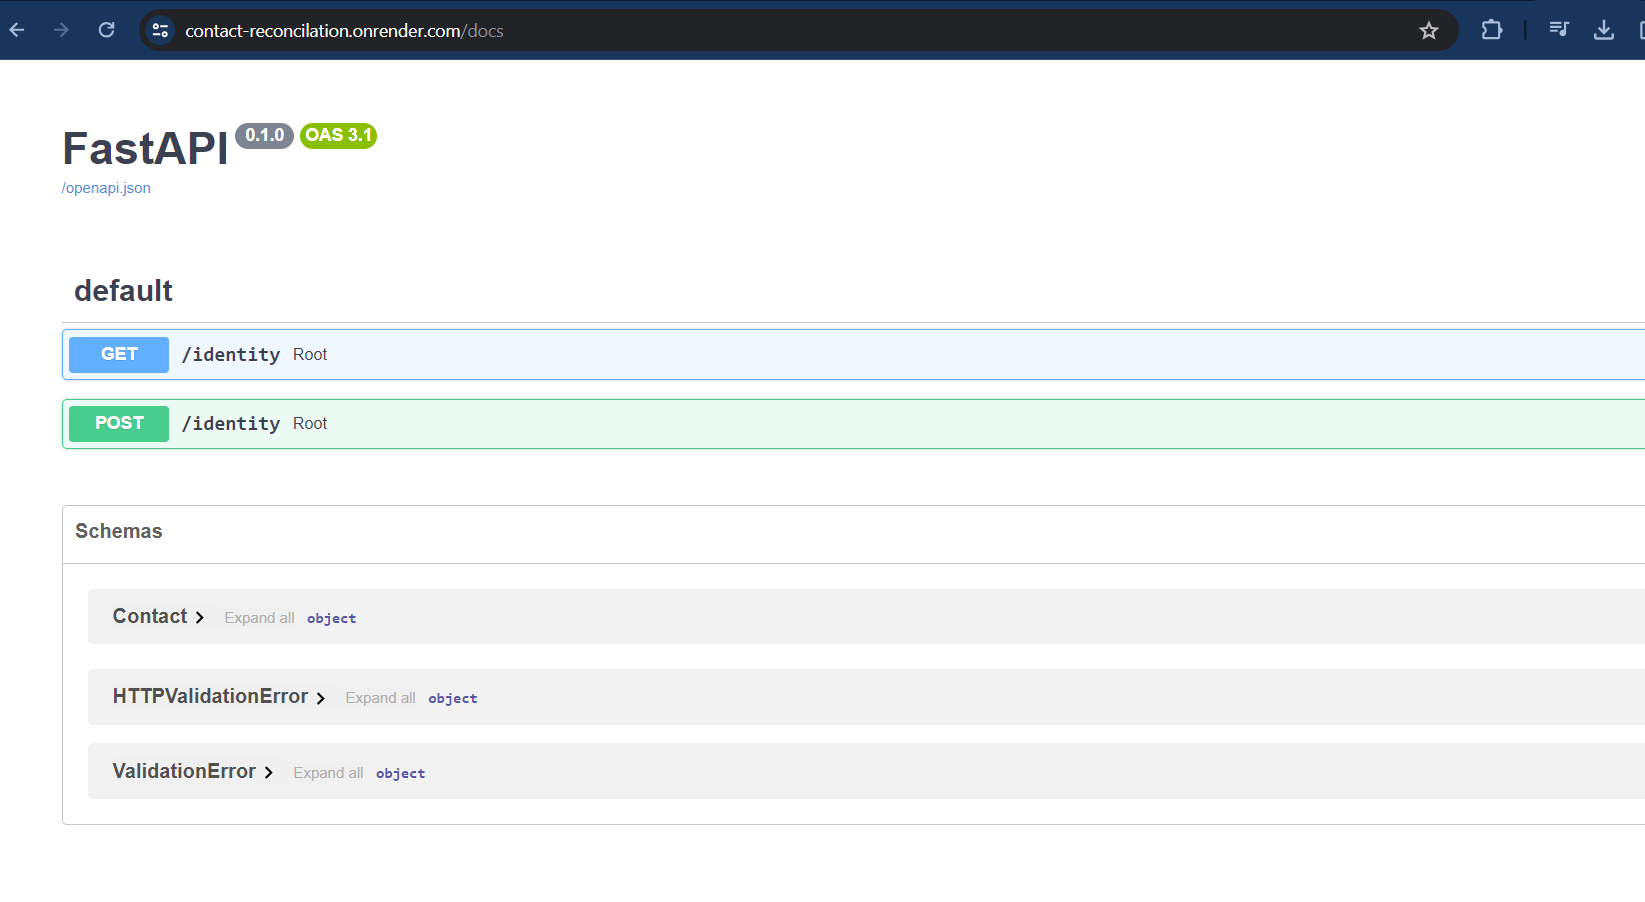 contact-reconcilation.onrender.com/docs
FastAPI 0.1.0 OAS 3.1
/openapi.json
default
GET /identity Root
POST /identity Root
Schemas
Contact Expand all object
HTTPValidationError Expand all object
ValidationError Expand all object